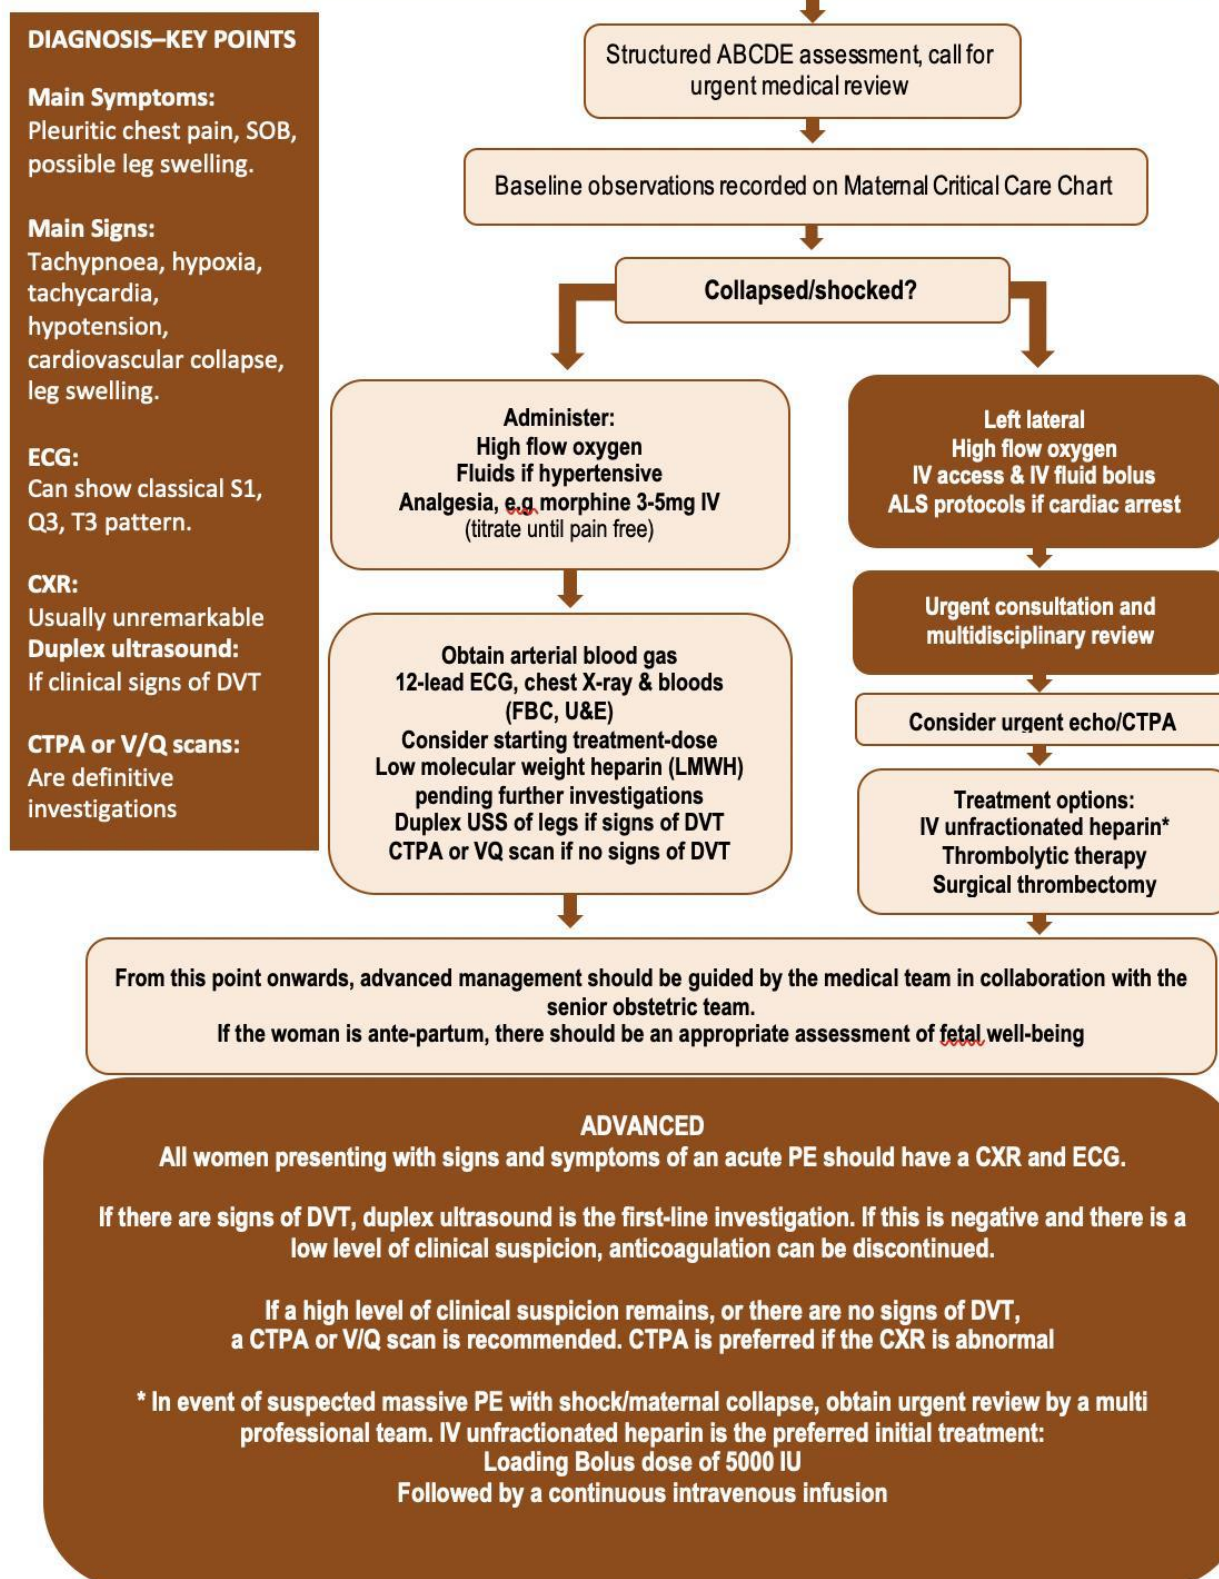 DIAGNOSIS–KEY POINTS
Main Symptoms:
Pleuritic chest pain, SOB,
possible leg swelling.
Main Signs:
Tachypnoea, hypoxia,
tachycardia,
hypotension,
cardiovascular collapse,
leg swelling.
ECG:
Can show classical S1,
Q3, T3 pattern.
CXR:
Usually unremarkable
Duplex ultrasound:
If clinical signs of DVT
CTPA or V/Q scans:
Are definitive
investigations
Structured ABCDE assessment, call for
urgent medical review
Baseline observations recorded on Maternal Critical Care Chart
Collapsed/shocked?
Administer:
High flow oxygen
Fluids if hypertensive
Analgesia, e.g morphine 3-5mg IV
(titrate until pain free)
Obtain arterial blood gas
12-lead ECG, chest X-ray & bloods
(FBC, U&E)
Consider starting treatment-dose
Low molecular weight heparin (LMWH)
pending further investigations
Duplex USS of legs if signs of DVT
CTPA or VQ scan if no signs of DVT
Left lateral
High flow oxygen
IV access & IV fluid bolus
ALS protocols if cardiac arrest
Urgent consultation and
multidisciplinary review
Consider urgent echo/CTPA
Treatment options:
IV unfractionated heparin*
Thrombolytic therapy
Surgical thrombectomy
From this point onwards, advanced management should be guided by the medical team in collaboration with the
senior obstetric team.
If the woman is ante-partum, there should be an appropriate assessment of fetal well-being
ADVANCED
All women presenting with signs and symptoms of an acute PE should have a CXR and ECG.
If there are signs of DVT, duplex ultrasound is the first-line investigation. If this is negative and there is a
low level of clinical suspicion, anticoagulation can be discontinued.
If a high level of clinical suspicion remains, or there are no signs of DVT,
a CTPA or V/Q scan is recommended. CTPA is preferred if the CXR is abnormal
* In event of suspected massive PE with shock/maternal collapse, obtain urgent review by a multi
professional team. IV unfractionated heparin is the preferred initial treatment:
Loading Bolus dose of 5000 IU
Followed by a continuous intravenous infusion